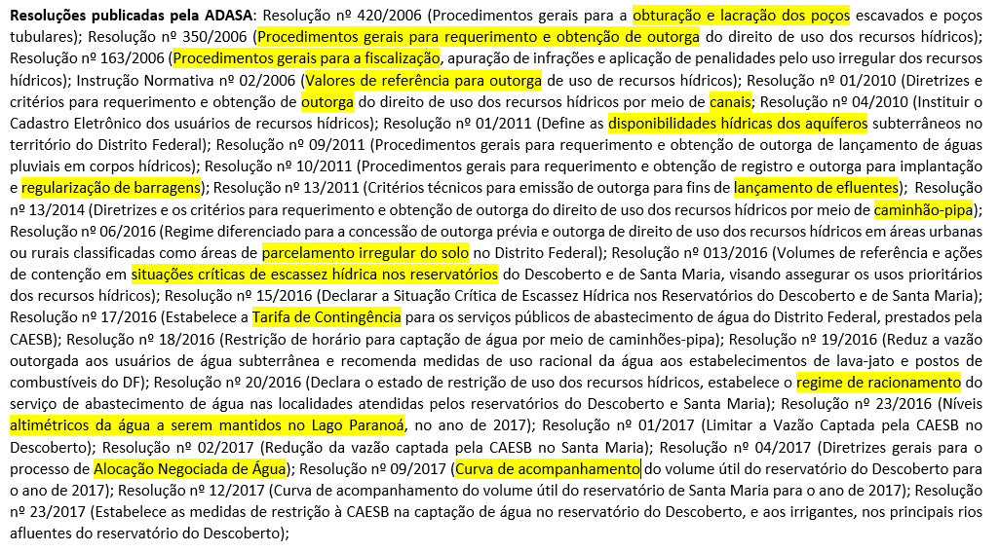 Resoluções publicadas pela ADASA: Resolução nº 420/2006 (Procedimentos gerais para a obturação e lacração dos poços escavados e poços
tubulares); Resolução nº 350/2006 (Procedimentos gerais para requerimento e obtenção de outorga do direito de uso dos recursos hídricos);
Resolução nº 163/2006 (Procedimentos gerais para a fiscalização, apuração de infrações e aplicação de penalidades pelo uso irregular dos recursos
hídricos); Instrução Normativa nº 02/2006 (Valores de referência para outorga de uso de recursos hídricos); Resolução nº 01/2010 (Diretrizes e
critérios para requerimento e obtenção de outorga do direito de uso dos recursos hídricos por meio de canais; Resolução nº 04/2010 (Instituir o
Cadastro Eletrônico dos usuários de recursos hídricos); Resolução nº 01/2011 (Define as disponibilidades hídricas dos aquíferos subterrâneos no
território do Distrito Federal); Resolução nº 09/2011 (Procedimentos gerais para requerimento e obtenção de outorga de lançamento de águas
pluviais em corpos hídricos); Resolução nº 10/2011 (Procedimentos gerais para requerimento e obtenção de registro e outorga para implantação
e regularização de barragens); Resolução nº 13/2011 (Critérios técnicos para emissão de outorga para fins de lançamento de efluentes); Resolução
nº 13/2014 (Diretrizes e os critérios para requerimento e obtenção de outorga do direito de uso dos recursos hídricos por meio de caminhão-pipa);
Resolução nº 06/2016 (Regime diferenciado para a concessão de outorga prévia e outorga de direito de uso dos recursos hídricos em áreas urbanas
ou rurais classificadas como áreas de parcelamento irregular do solo no Distrito Federal); Resolução nº 013/2016 (Volumes de referência e ações
de contenção em situações críticas de escassez hídrica nos reservatórios do Descoberto e de Santa Maria, visando assegurar os usos prioritários
dos recursos hídricos); Resolução nº 15/2016 (Declarar a Situação Crítica de Escassez Hídrica nos Reservatórios do Descoberto e de Santa Maria);
Resolução nº 17/2016 (Estabelece a Tarifa de Contingência para os serviços públicos de abastecimento de água do Distrito Federal, prestados pela
CAESB); Resolução nº 18/2016 (Restrição de horário para captação de água por meio de caminhões-pipa); Resolução nº 19/2016 (Reduz a vazão
outorgada aos usuários de água subterrânea e recomenda medidas de uso racional da água aos estabelecimentos de lava-jato e postos de
combustíveis do DF); Resolução nº 20/2016 (Declara o estado de restrição de uso dos recursos hídricos, estabelece o regime de racionamento do
serviço de abastecimento de água nas localidades atendidas pelos reservatórios do Descoberto e Santa Maria); Resolução nº 23/2016 (Níveis
altimétricos da água a serem mantidos no Lago Paranoá, no ano de 2017); Resolução nº 01/2017 (Limitar a Vazão Captada pela CAESB no
Descoberto); Resolução nº 02/2017 (Redução da vazão captada pela CAESB no Santa Maria); Resolução nº 04/2017 (Diretrizes gerais para o
processo de Alocação Negociada de Água); Resolução nº 09/2017 (Curva de acompanhamento do volume útil do reservatório do Descoberto para
o ano de 2017); Resolução nº 12/2017 (Curva de acompanhamento do volume útil do reservatório de Santa Maria para o ano de 2017); Resolução
nº 23/2017 (Estabelece as medidas de restrição à CAESB na captação de água no reservatório do Descoberto, e aos irrigantes, nos principais rios
afluentes do reservatório do Descoberto);